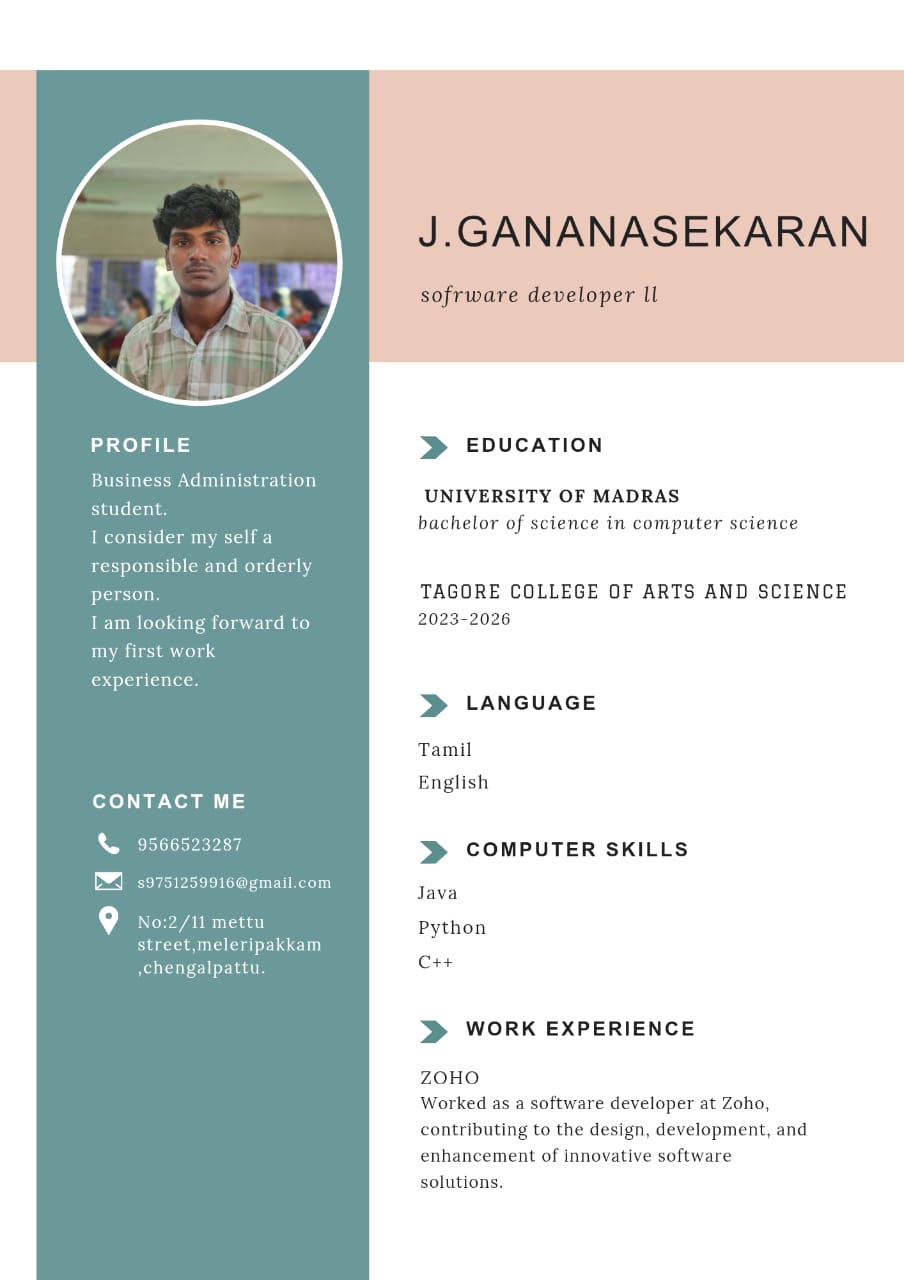 J.GANANASEKARAN
sofrware developer ll
PROFILE
Business Administration
student.
I consider my self a
responsible and orderly
person.
I am looking forward to
my first work
experience.
CONTACT ME
9566523287
s9751259916@gmail.com
No:2/11 mettu
street,meleripakkam
,chengalpattu.
EDUCATION
UNIVERSITY OF MADRAS
bachelor of science in computer science
TAGORE COLLEGE OF ARTS AND SCIENCE
2023-2026
LANGUAGE
Tamil
English
COMPUTER SKILLS
Java
Python
C++
WORK EXPERIENCE
ZOHO
Worked as a software developer at Zoho,
contributing to the design, development, and
enhancement of innovative software
solutions.